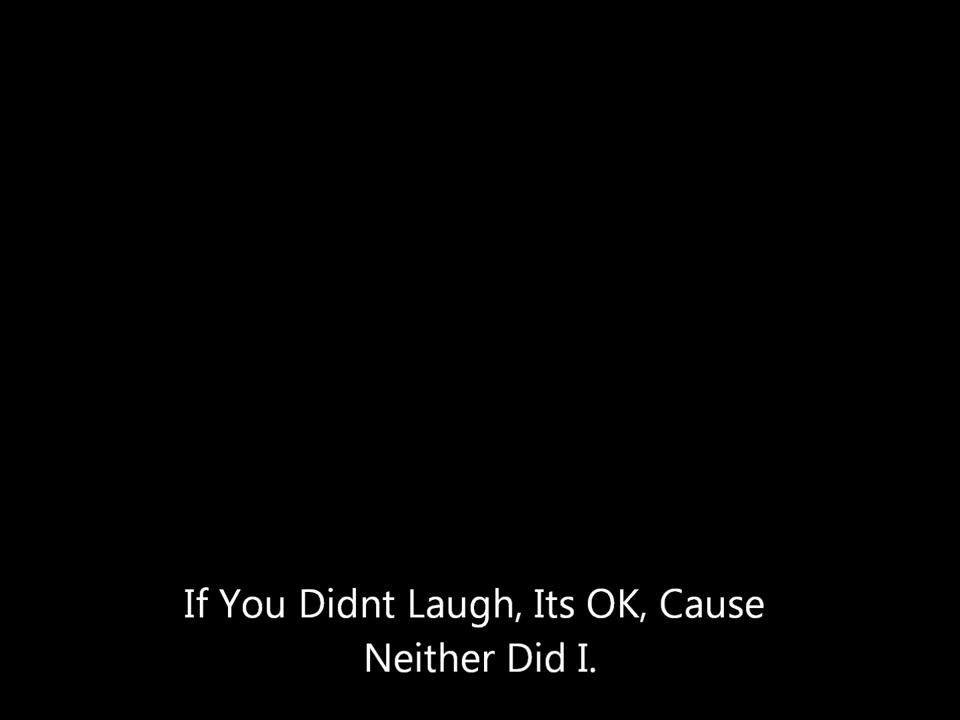 If You Didnt Laugh, Its OK, Cause
Neither Did I.